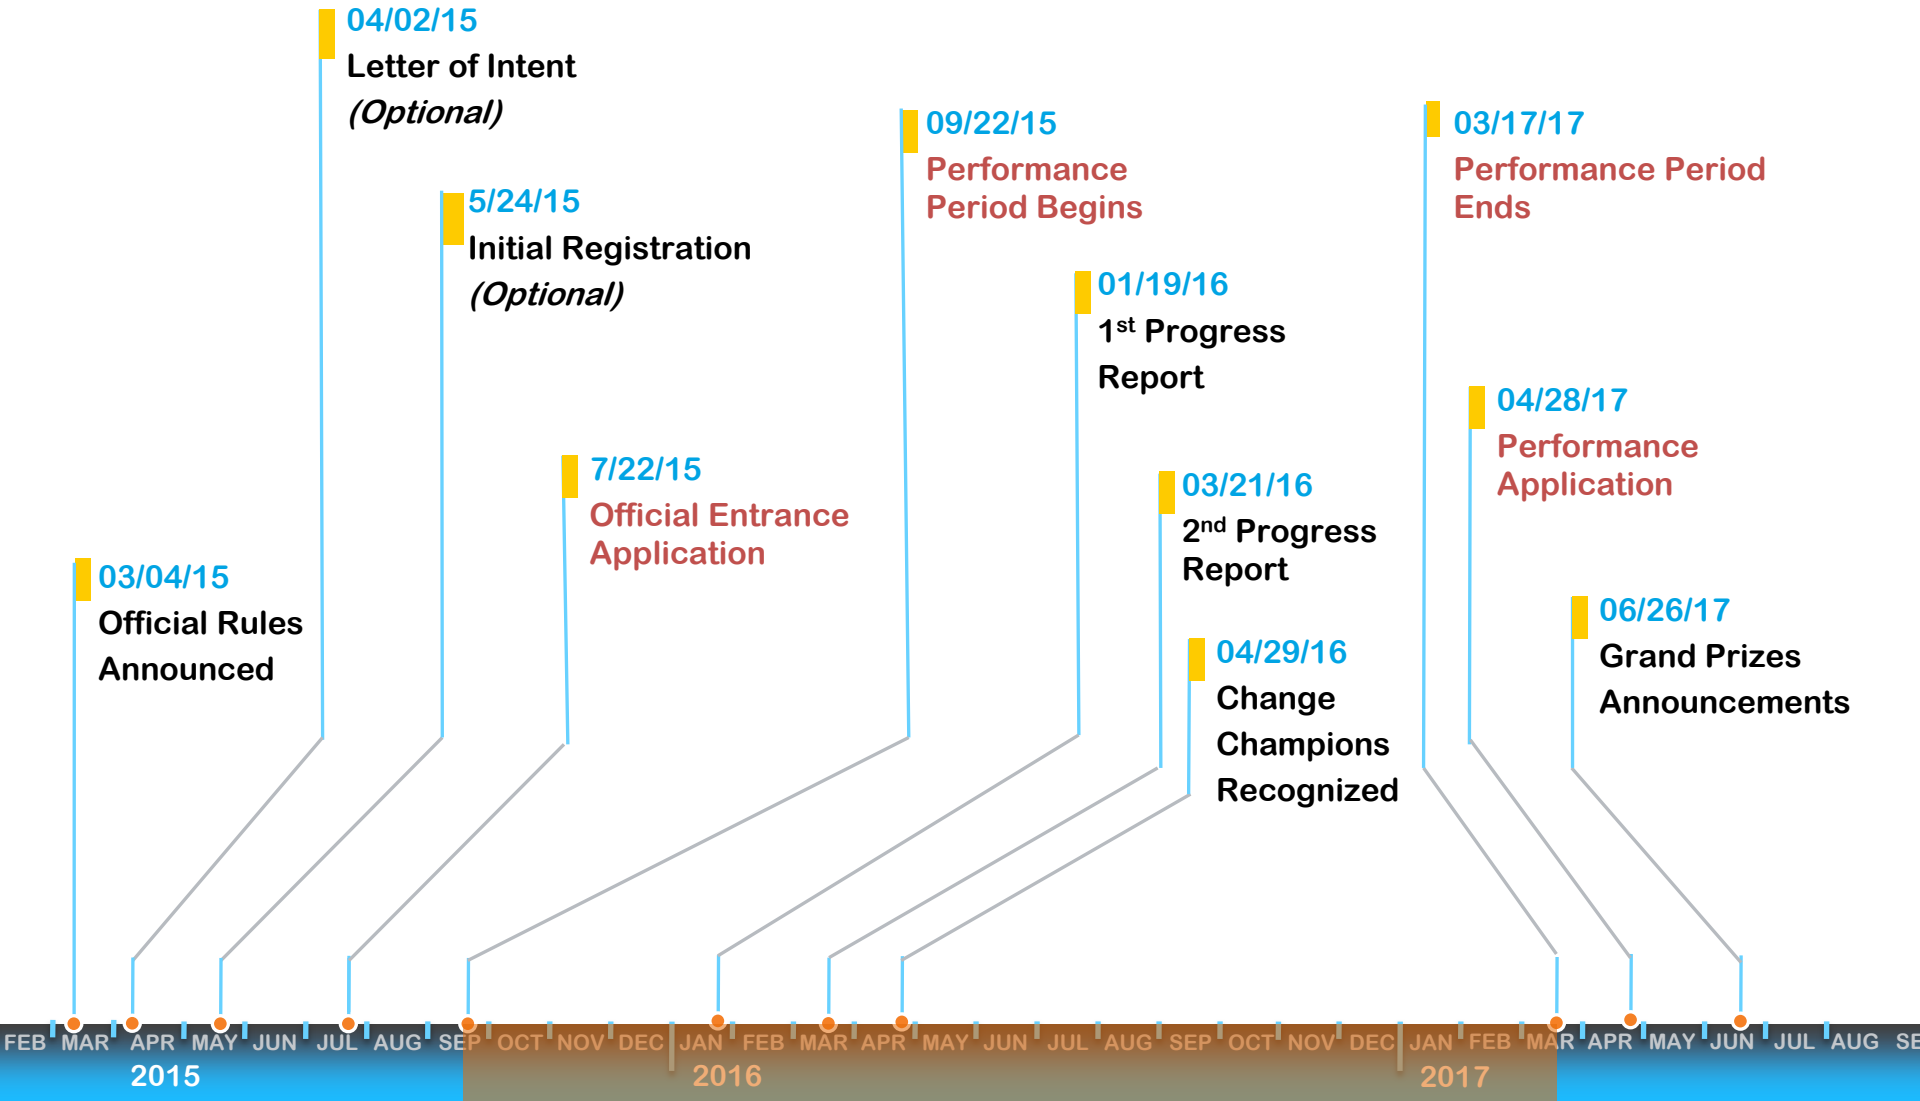 04/02/15
Letter of Intent
(Optional)
5/24/15
Initial Registration
(Optional)
7/22/15
Official Entrance
Application
03/04/15
Official Rules
Announced
09/22/15
Performance
Period Begins
01/19/16
1st Progress
Report
03/21/16
2nd Progress
Report
04/29/16
Change
Champions
Recognized
03/17/17
Performance Period
Ends
04/28/17
Performance
Application
06/26/17
Grand Prizes
Announcements
FEB MAR APR MAY JUN JUL AUG SEP OCT NOV DEC JAN FEB MAR APR MAY JUN JUL AUG SEP OCT NOV DEC JAN FEB MAR APR MAY JUN JUL AUG SE
2015 2016 2017